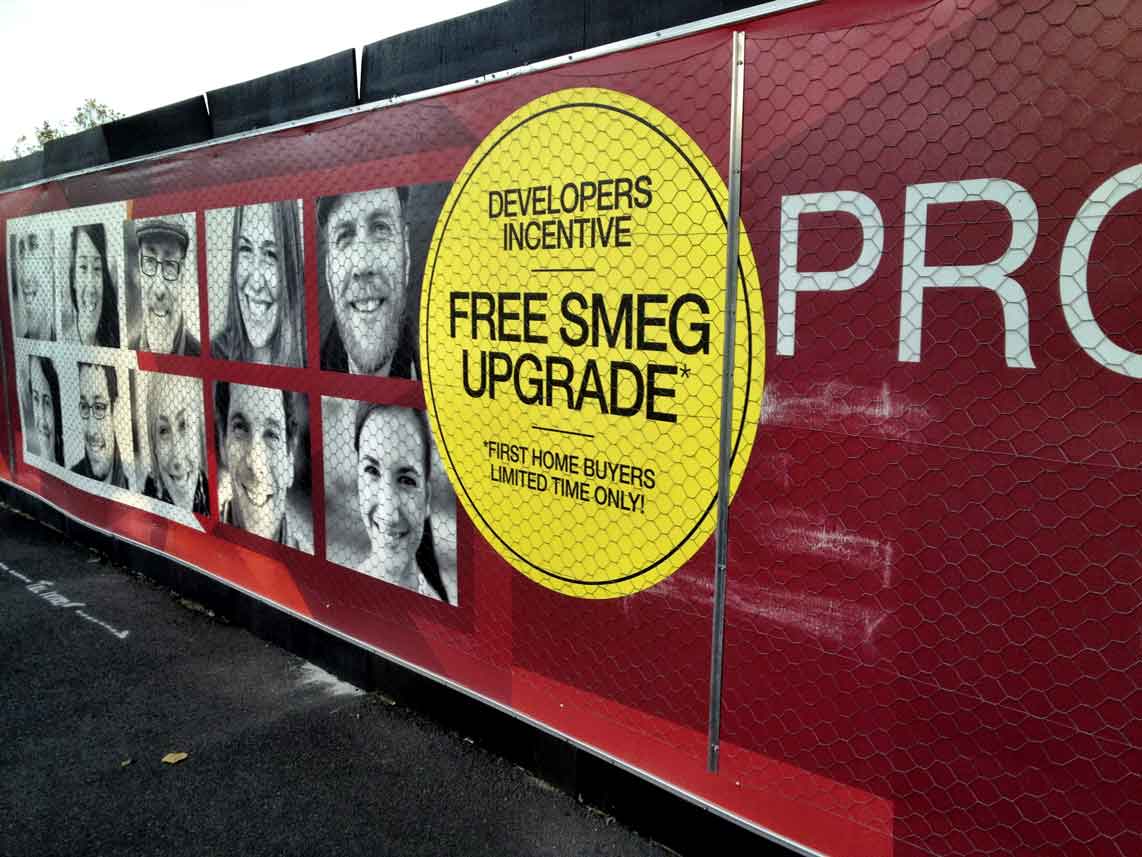 DEVELOPERS
INCENTIVE
FREE SMEG
UPGRADE*
*FIRST HOME BUYERS
LIMITED TIME ONLY!
PRO